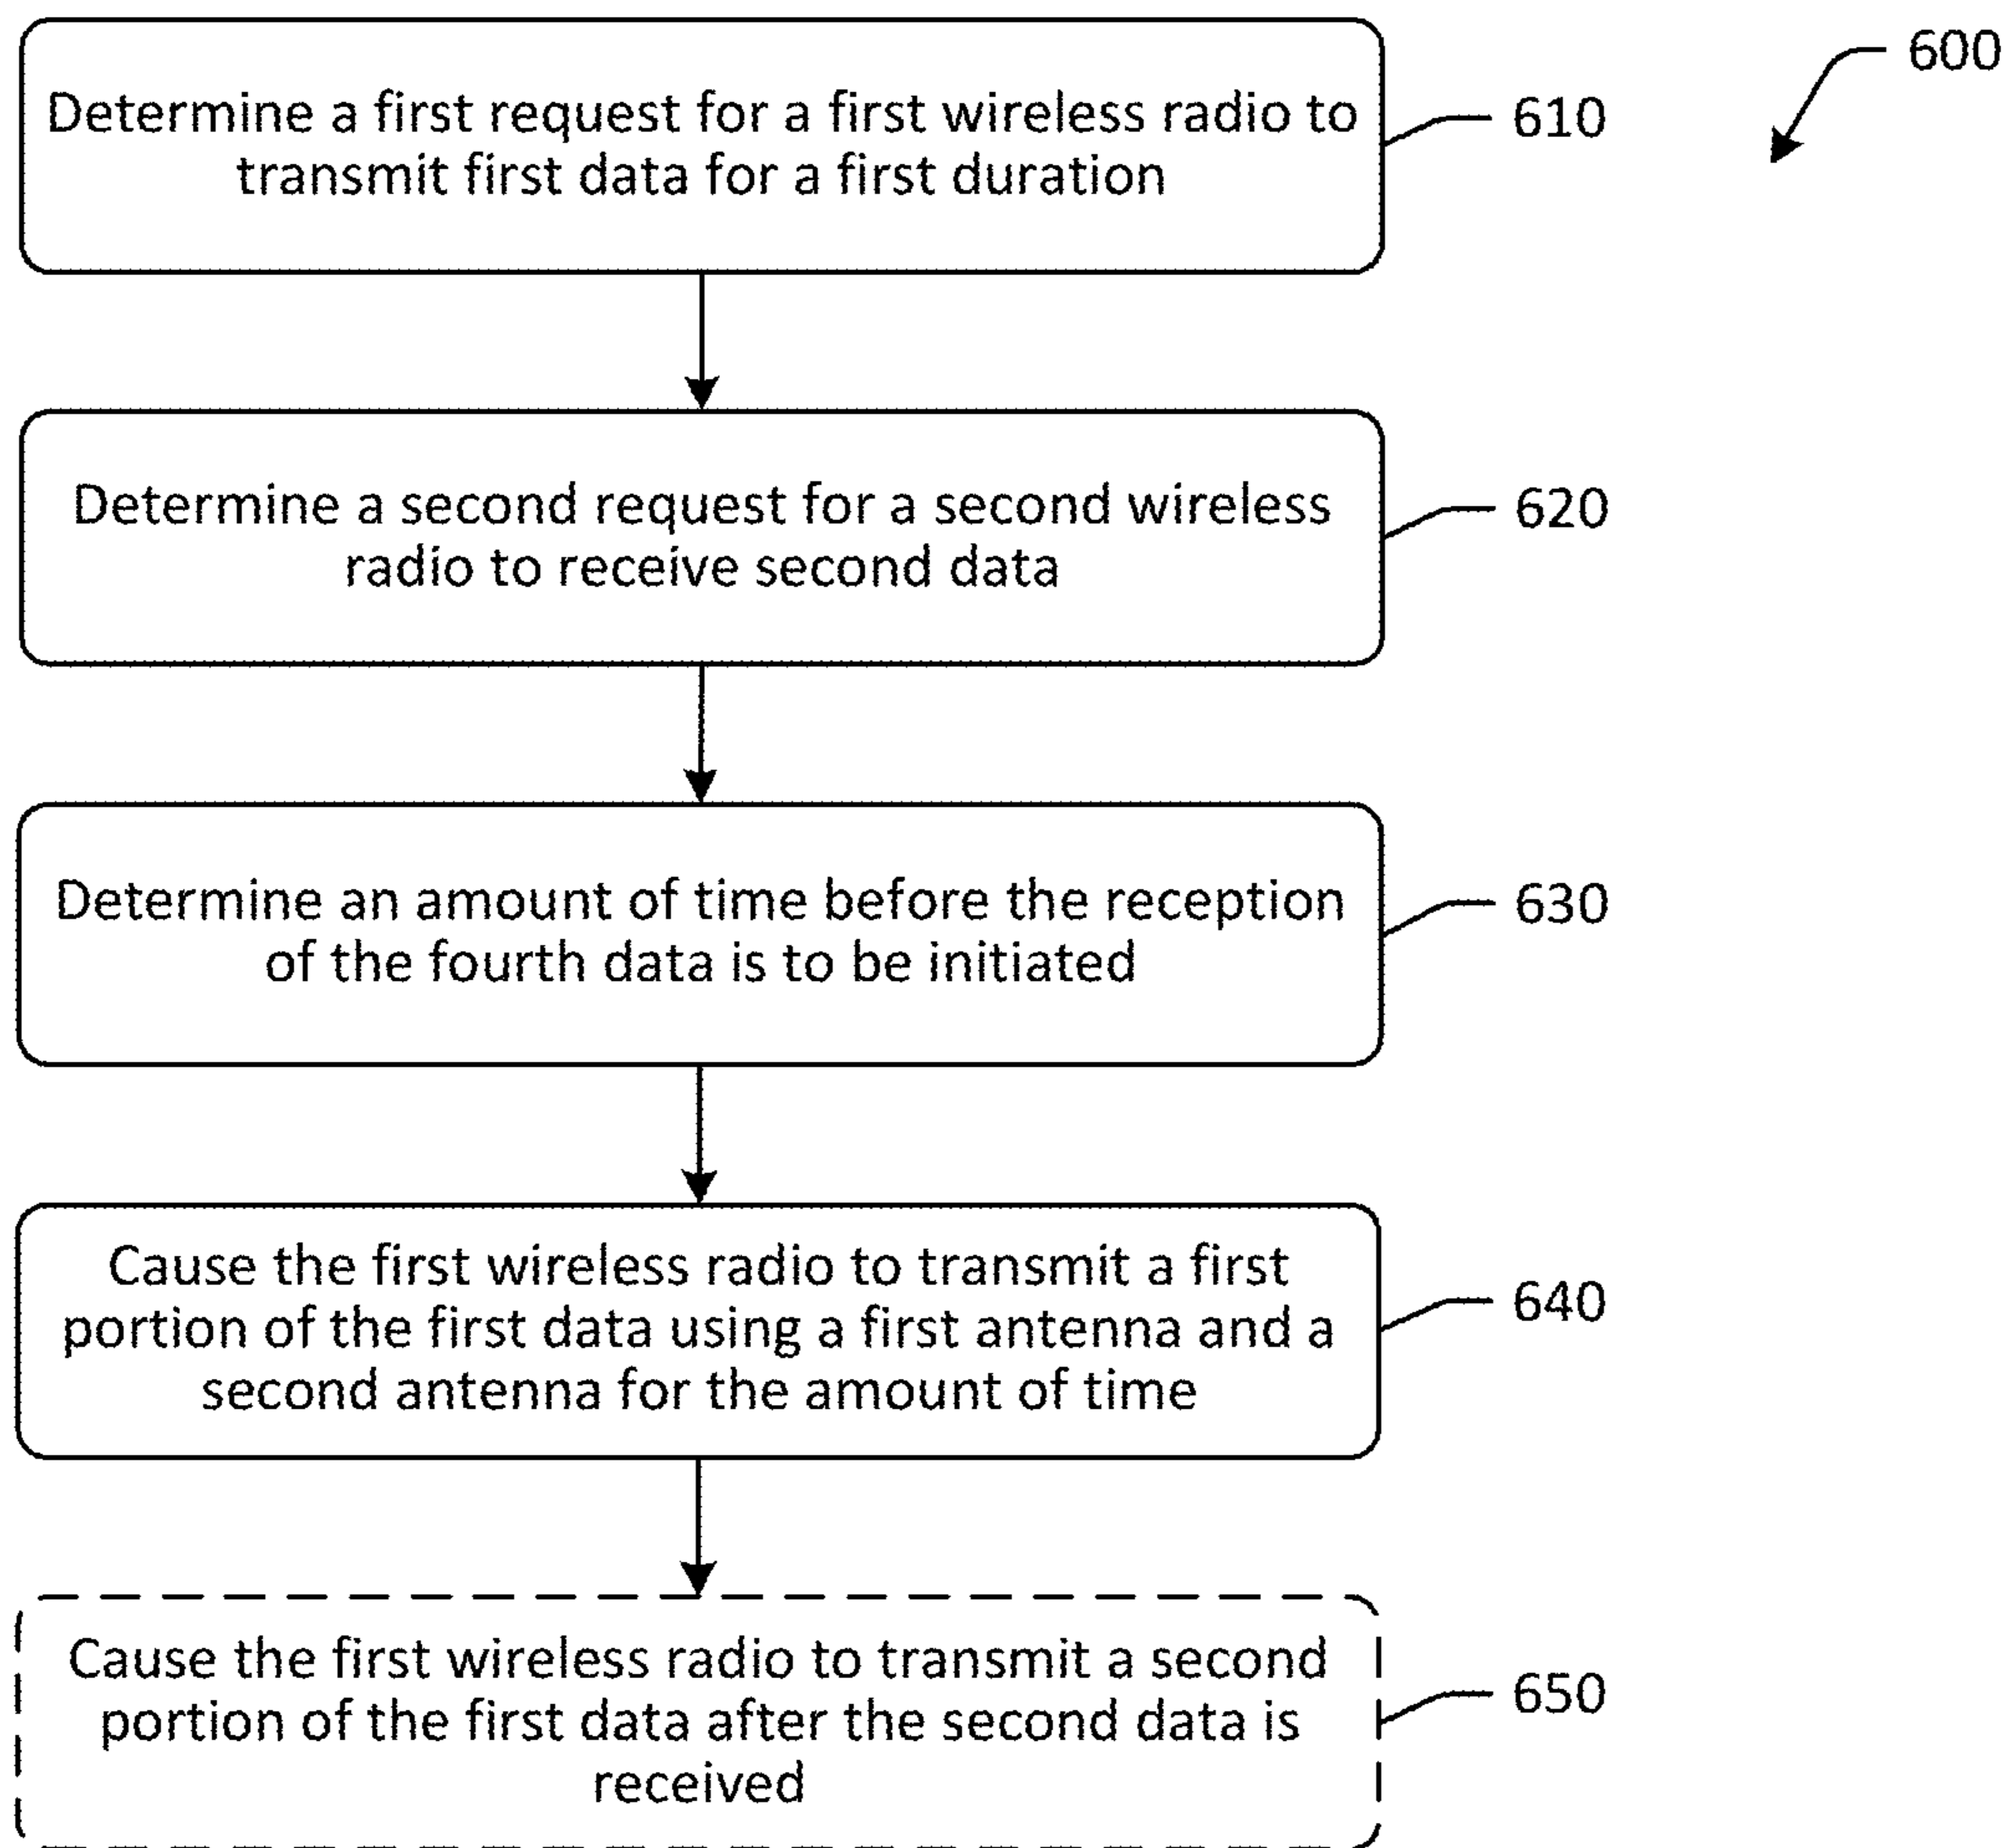 600
Determine a first request for a first wireless radio to
transmit first data for a first duration
610
Determine a second request for a second wireless
radio to receive second data
620
Determine an amount of time before the reception
of the fourth data is to be initiated
630
Cause the first wireless radio to transmit a first
portion of the first data using a first antenna and a
second antenna for the amount of time
640
Cause the first wireless radio to transmit a second
portion of the first data after the second data is
received
650